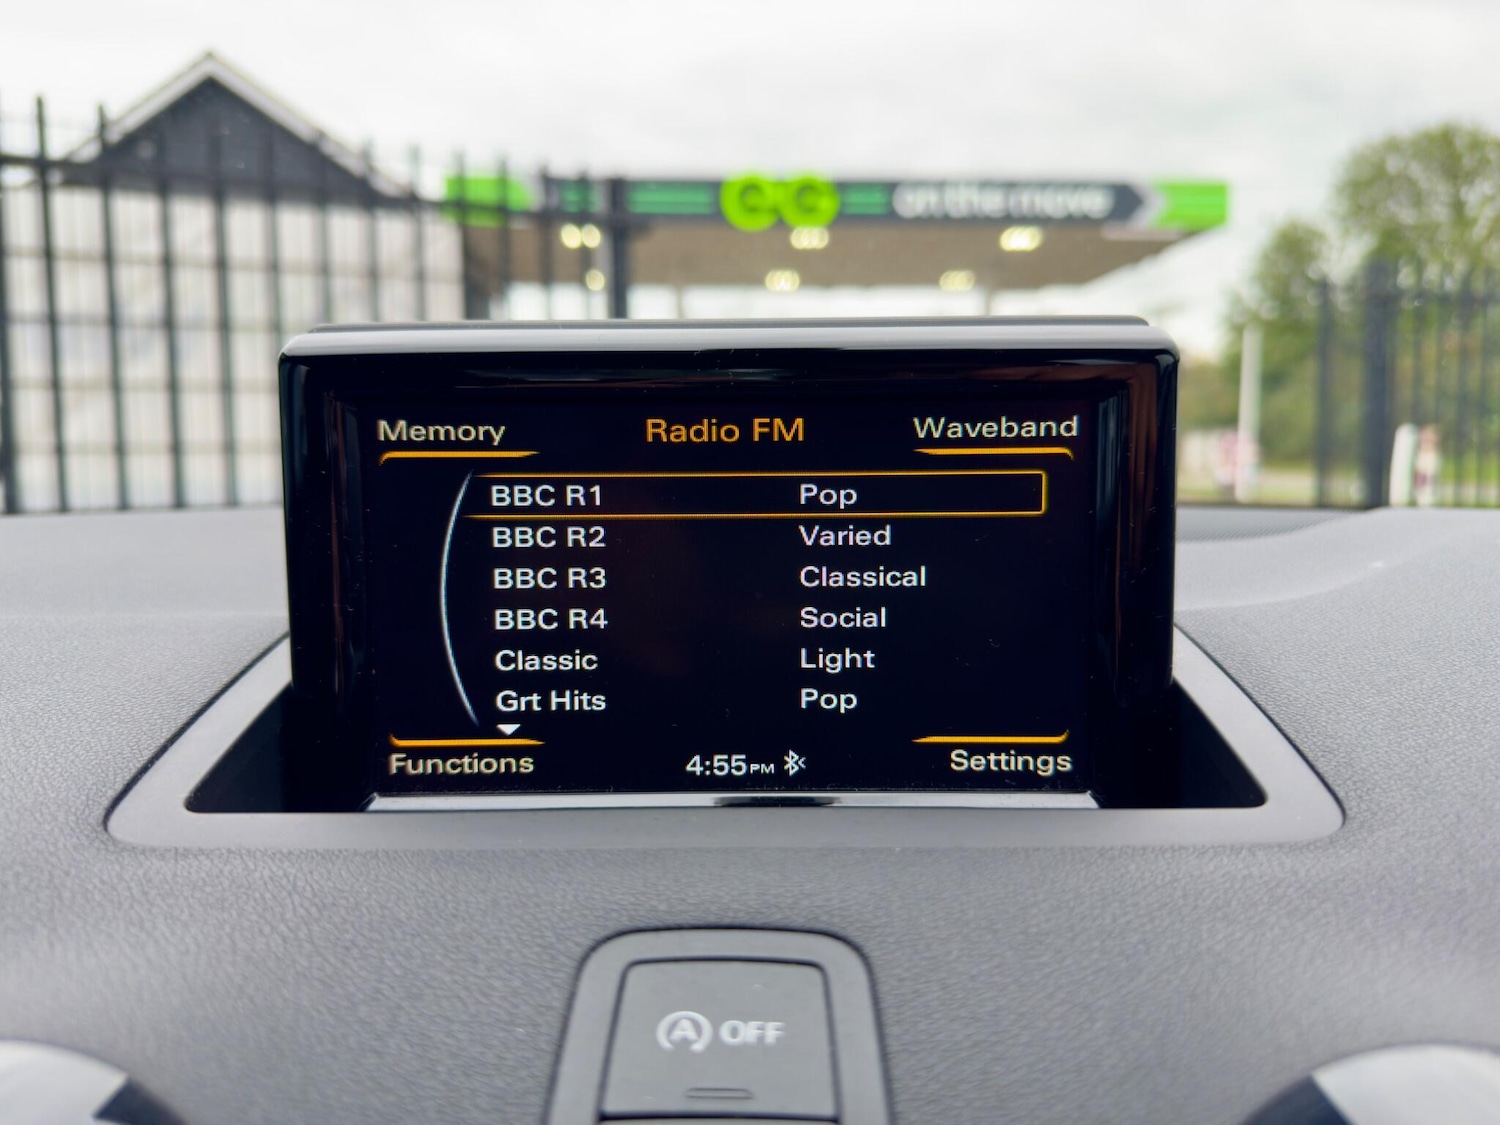 on the move
Memory Radio FM Waveband
BBC R1 Pop
BBC R2 Varied
BBC R3 Classical
BBC R4 Social
Classic Light
Grt Hits Pop
Functions 4:55PM Settings
A OFF